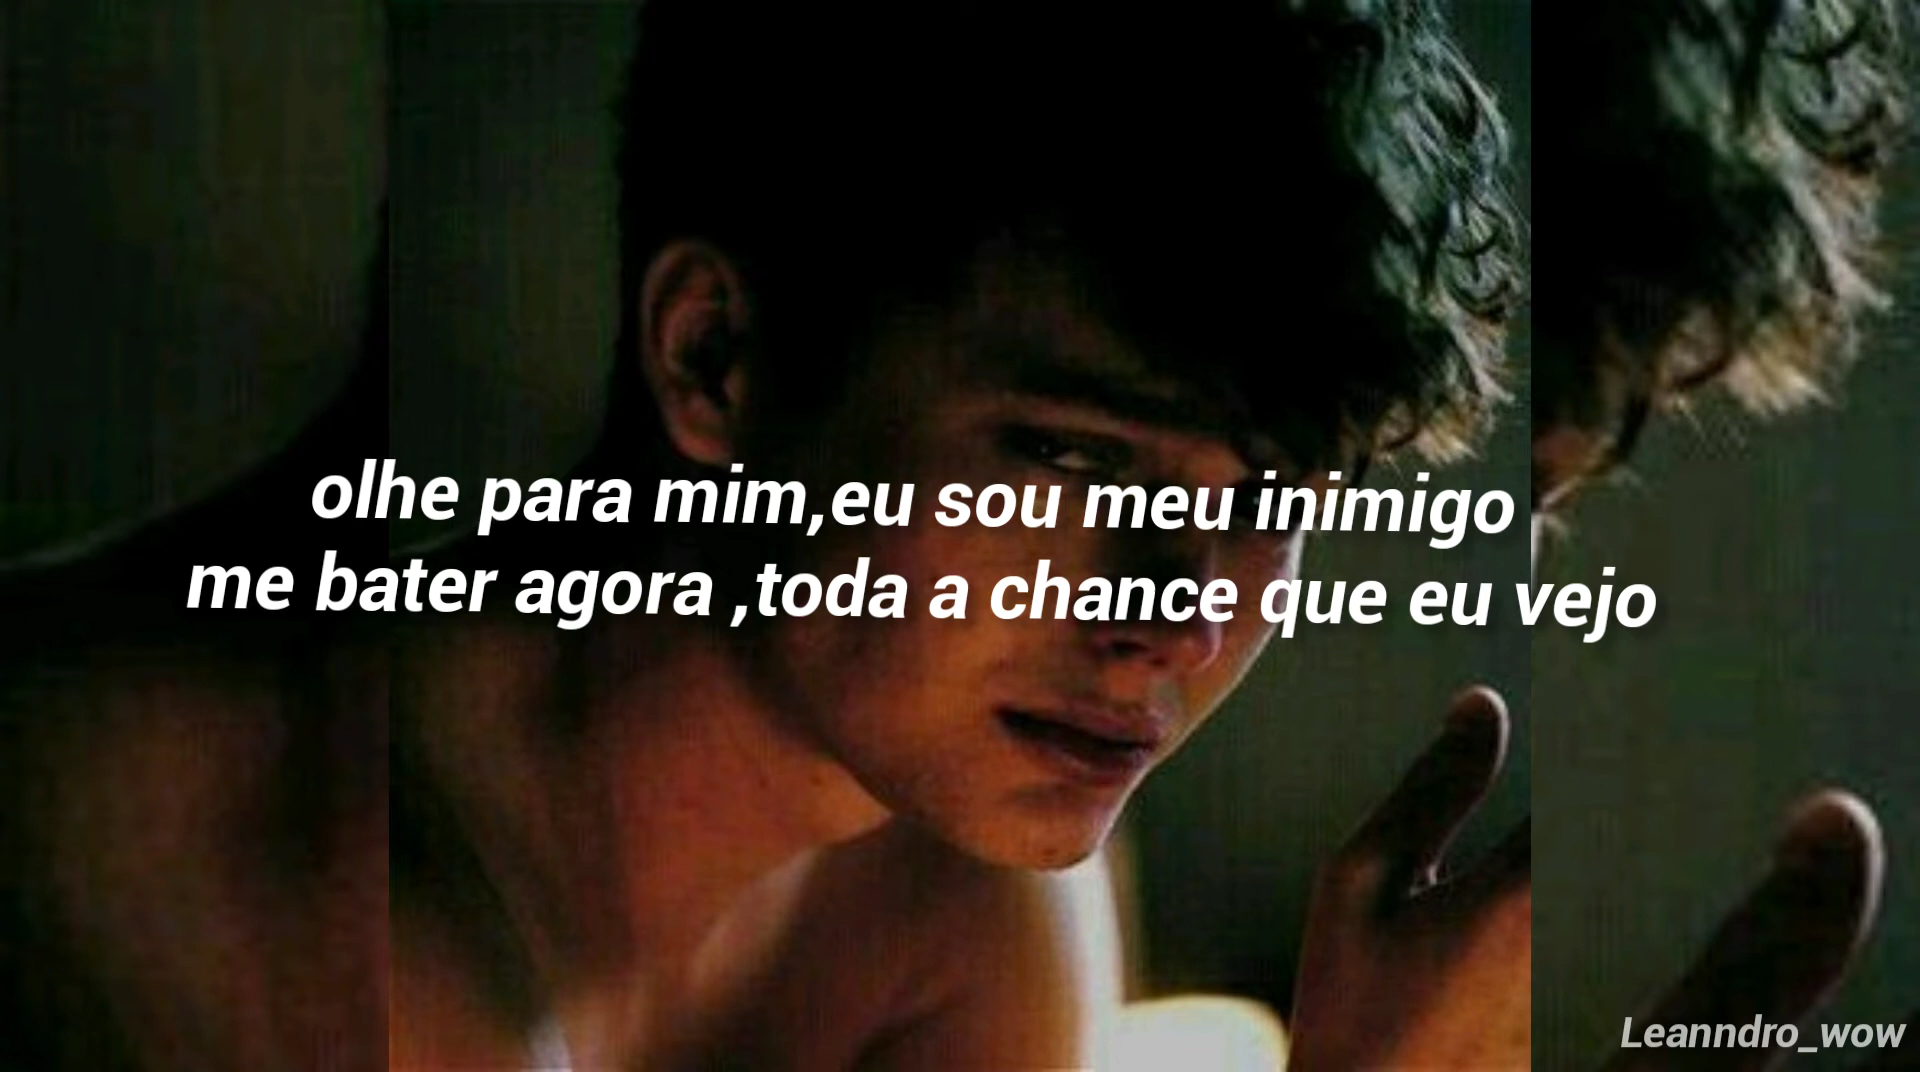 olhe para mim,eu sou meu inimigo
me bater agora ,toda a chance que eu vejo
Leanndro_wow